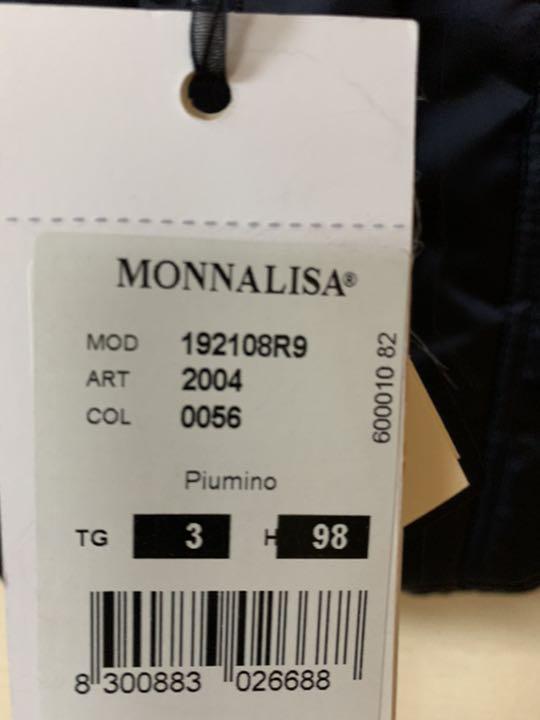 MONNALISA®
MOD 192108R9
ART 2004
COL 0056
600010 82
Piumino
TG 3 H 98
8 300883 026688